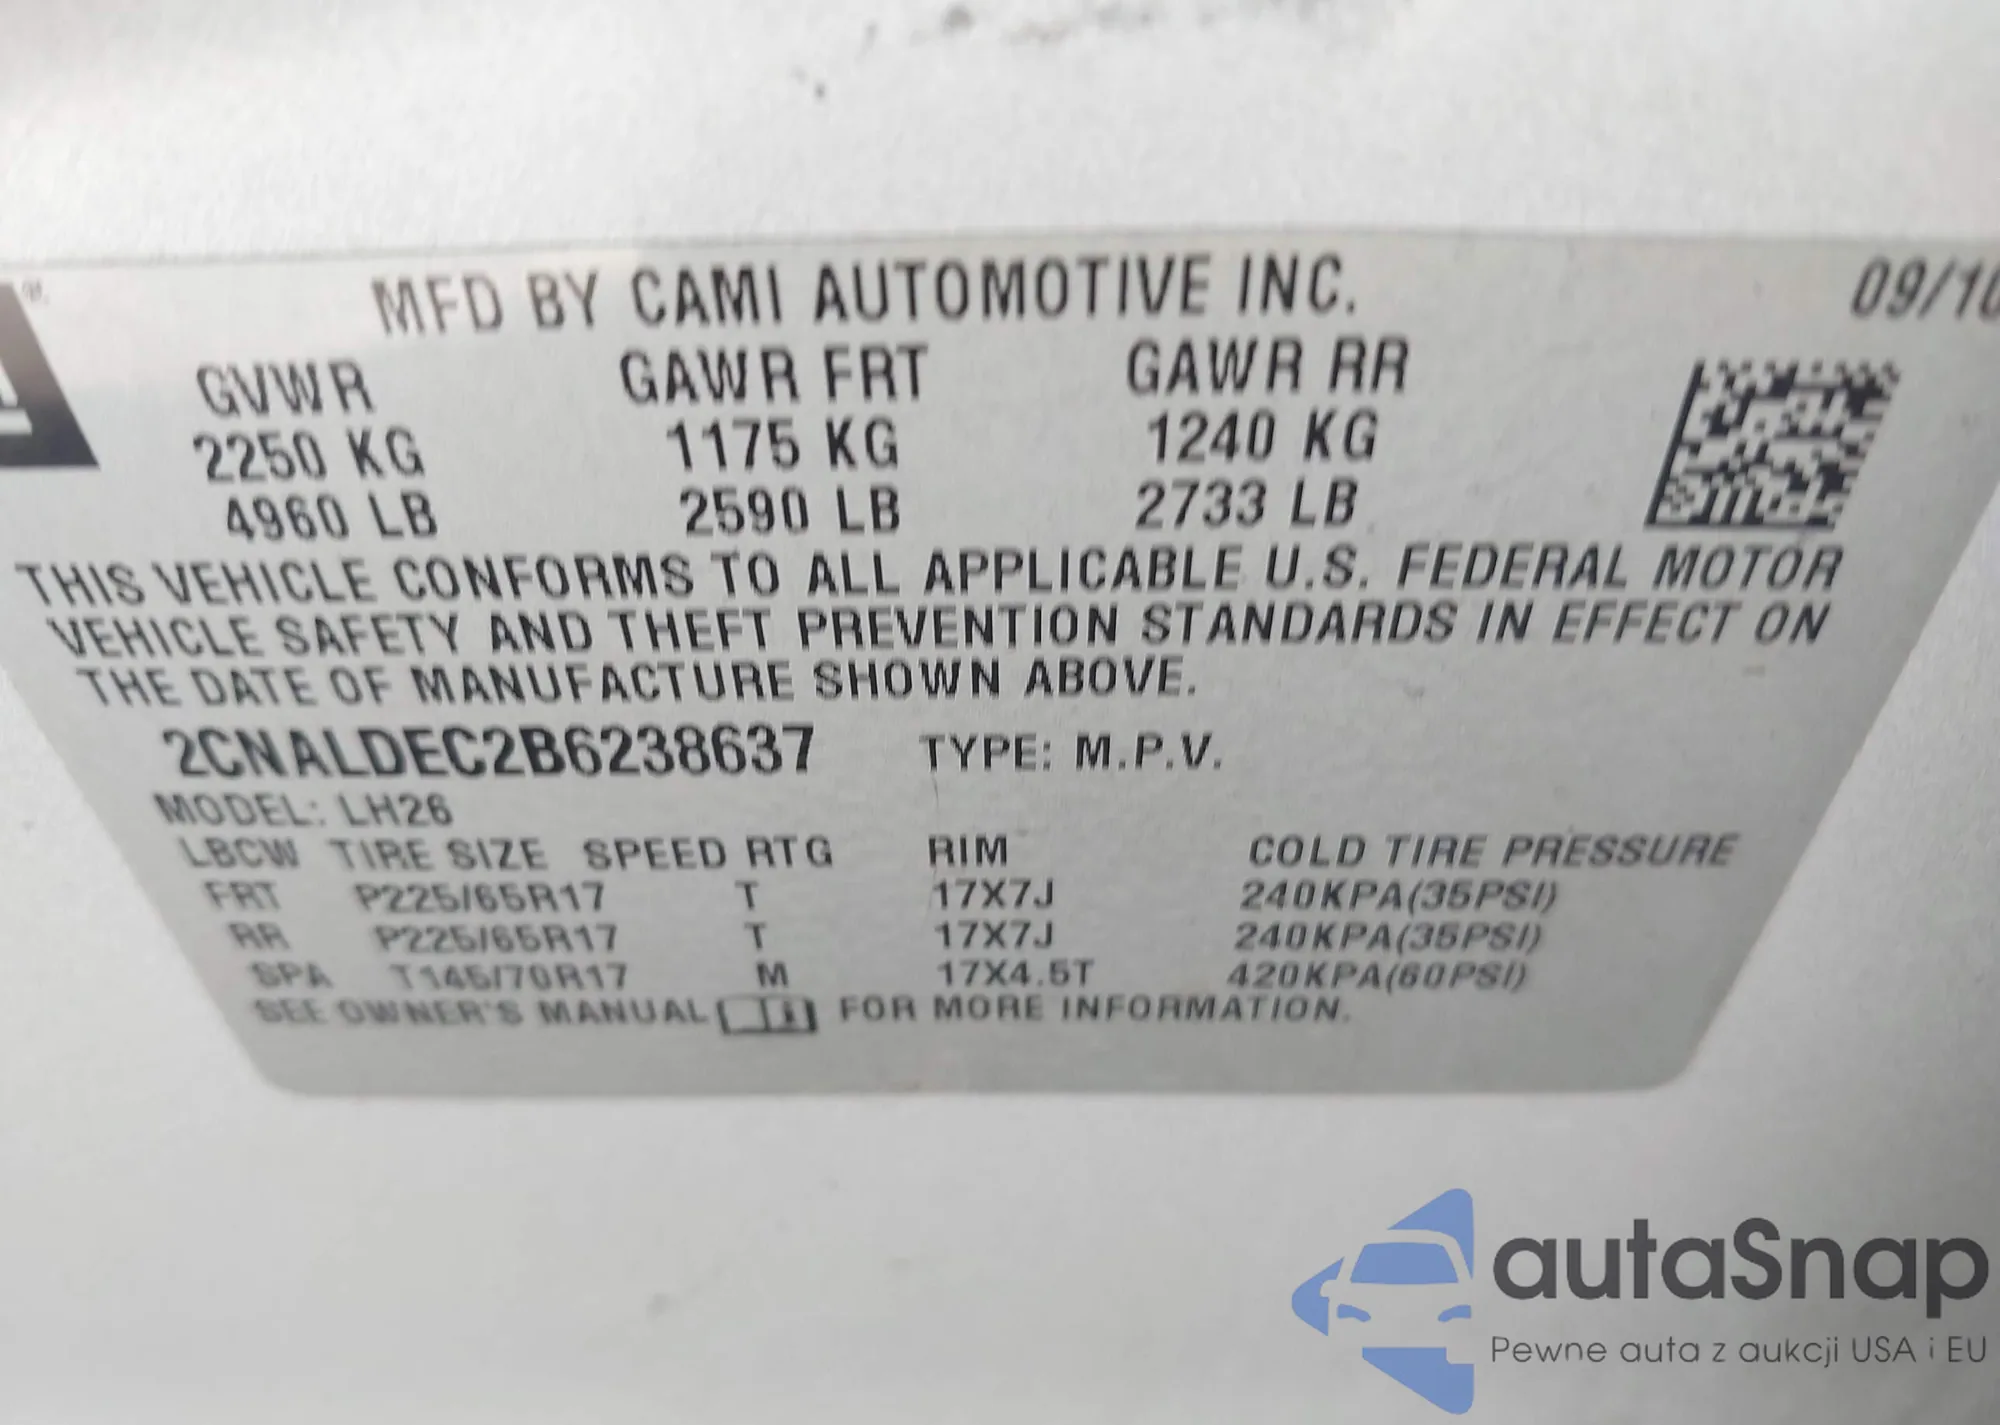 MFD BY CAMI AUTOMOTIVE INC. 09/10
GVWR GAWR FRT GAWR RR
2250 KG 1175 KG 1240 KG
4960 LB 2590 LB 2733 LB
THIS VEHICLE CONFORMS TO ALL APPLICABLE U.S. FEDERAL MOTOR
VEHICLE SAFETY AND THEFT PREVENTION STANDARDS IN EFFECT ON
THE DATE OF MANUFACTURE SHOWN ABOVE.
2CNALDEC2B6238637 TYPE: M.P.V.
MODEL: LH26
LBCW TIRE SIZE SPEED RTG RIM COLD TIRE PRESSURE
FRT P225/65R17 T 17X7J 240KPA(35PSI)
RR P225/65R17 T 17X7J 240KPA(35PSI)
SPA T145/70R17 M 17X4.5T 420KPA(60PSI)
SEE OWNER'S MANUAL FOR MORE INFORMATION.
autaSnap
Pewne auta z aukcji USA i EU